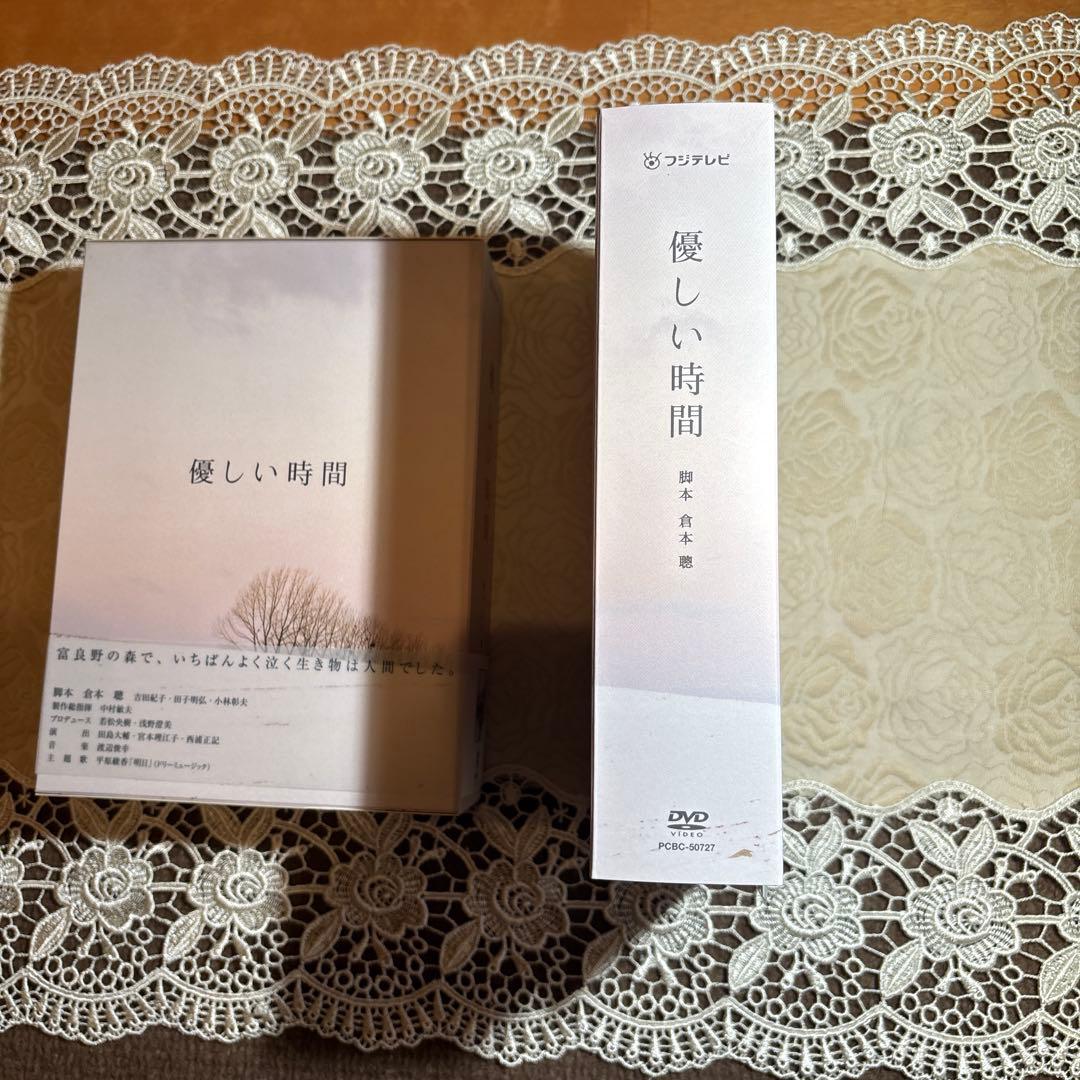 優しい時間
富良野の森で、いちばんよく泣く生き物は人間でした。
脚本 倉本 聰 吉田紀子・田子明弘・小林彰夫
製作総指揮 中村敏夫
プロデュース 若松央樹・浅野澄美
演出 田島大輔・宮本理江子・西浦正記
音楽 渡辺俊幸
主題歌 平原綾香「明日」(ドリーミュージック)
フジテレビ
優しい時間
脚本 倉本 聰
DVD
VIDEO
PCBC-50727